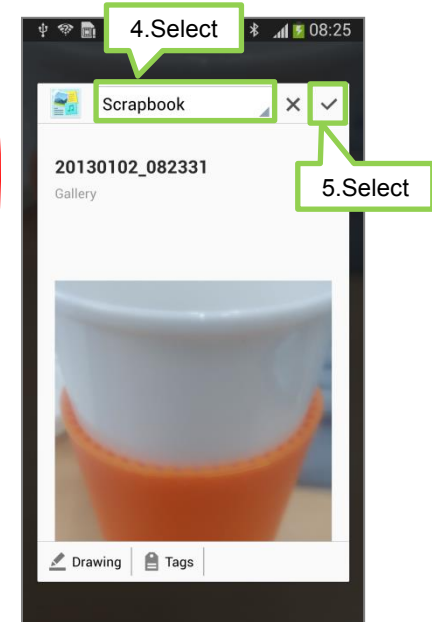 4.Select
08:25
Scrapbook
5.Select
20130102_082331
Gallery
Drawing
Tags